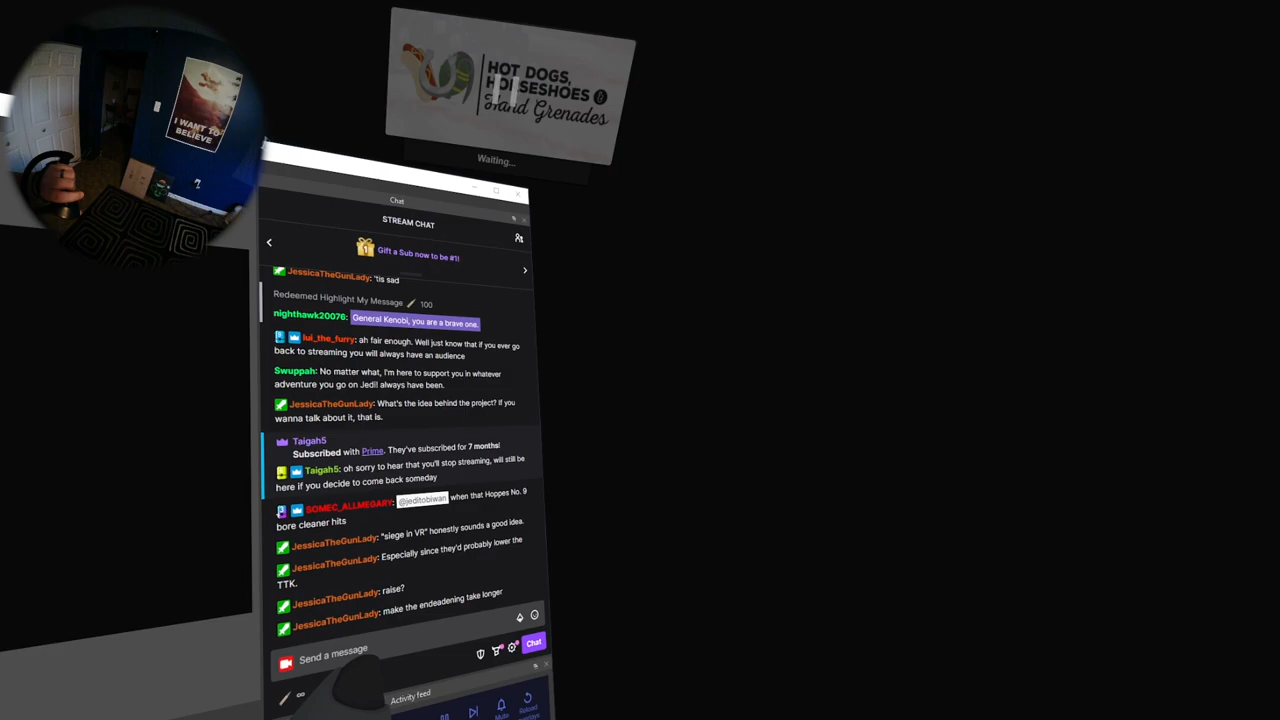 HOT DOGS,
HORSESHOES &
Hand Grenades
Waiting...
I WANT TO
BELIEVE
Chat
STREAM CHAT
Gift a Sub now to be #1!
JessicaTheGunLady: 'tis sad
Redeemed Highlight My Message 100
nighthawk20076: General Kenobi, you are a brave one.
lui_the_furry: ah fair enough. Well just know that if you ever go
back to streaming you will always have an audience
Swuppah: No matter what, I'm here to support you in whatever
adventure you go on Jedi! always have been.
JessicaTheGunLady: What's the idea behind the project? If you
wanna talk about it, that is.
Taigah5
Subscribed with Prime. They've subscribed for 7 months!
Taigah5: oh sorry to hear that you'll stop streaming, will still be
here if you decide to come back someday
SOMEC_ALLMEGARY: @jeditobiwan when that Hoppes No. 9
bore cleaner hits
JessicaTheGunLady: "siege in VR" honestly sounds a good idea.
JessicaTheGunLady: Especially since they'd probably lower the
TTK.
JessicaTheGunLady: raise?
JessicaTheGunLady: make the endeadening take longer
Send a message
Chat
∞
Activity feed
Mute
Reload